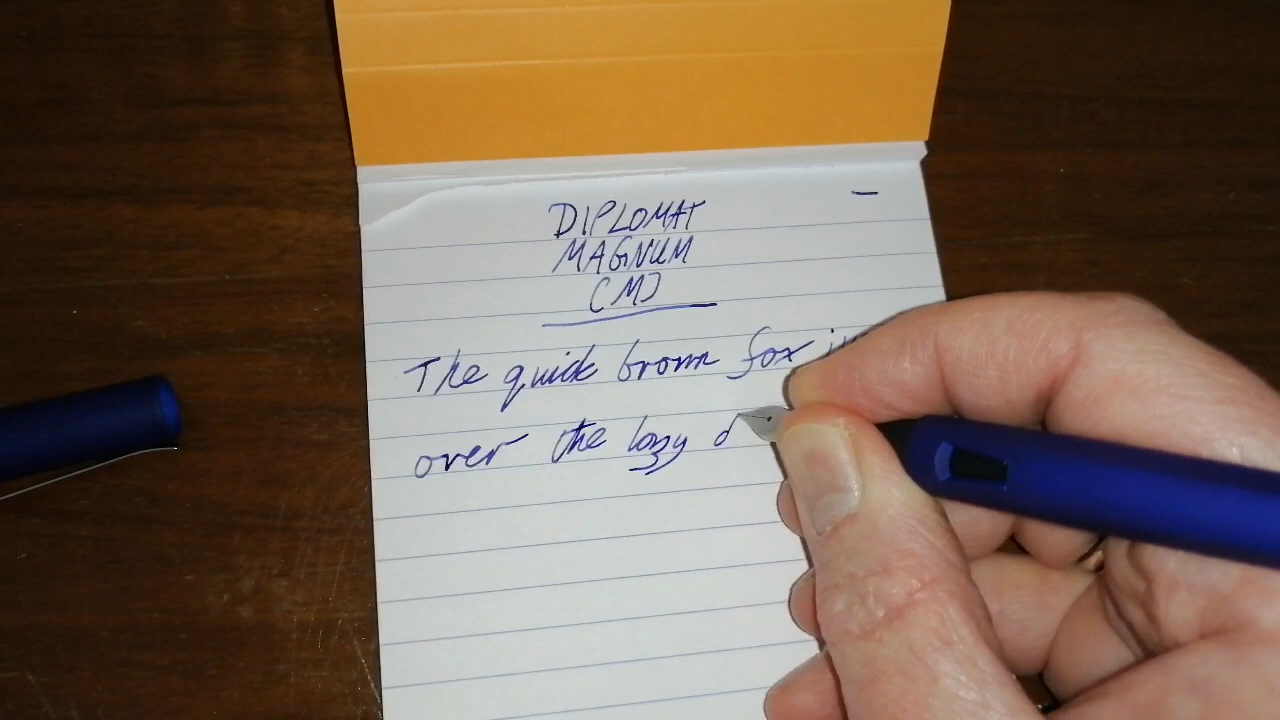 DIPLOMAT
MAGNUM
(M)
The quick brown fox
over the lazy d